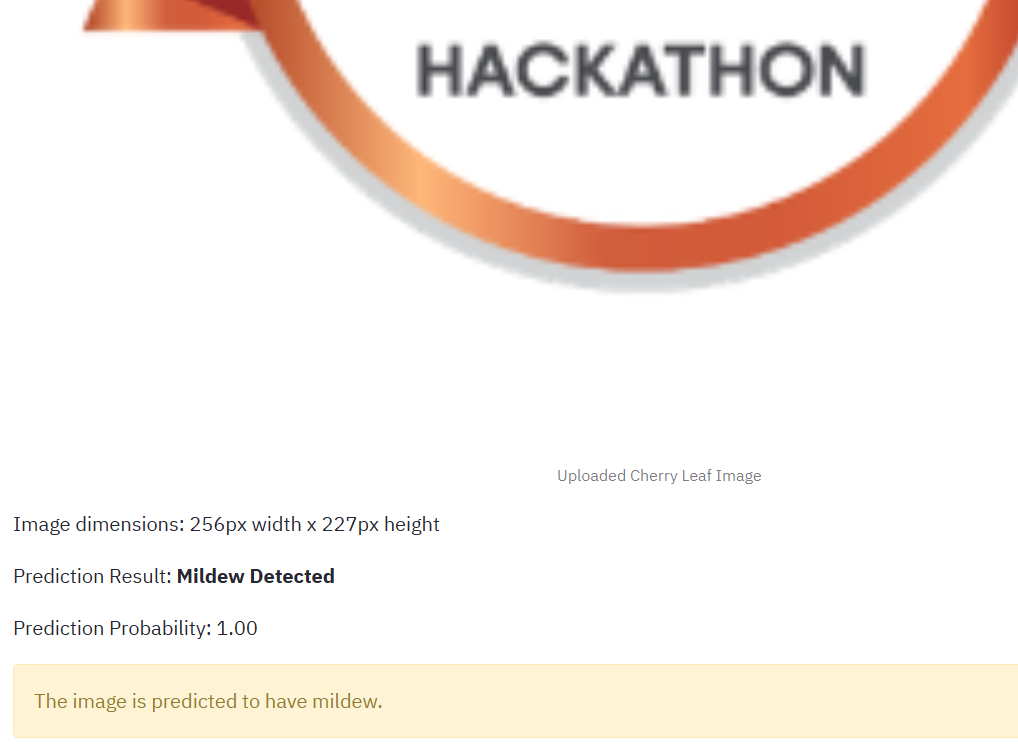 HACKATHON
Uploaded Cherry Leaf Image
Image dimensions: 256px width x 227px height
Prediction Result: Mildew Detected
Prediction Probability: 1.00
The image is predicted to have mildew.